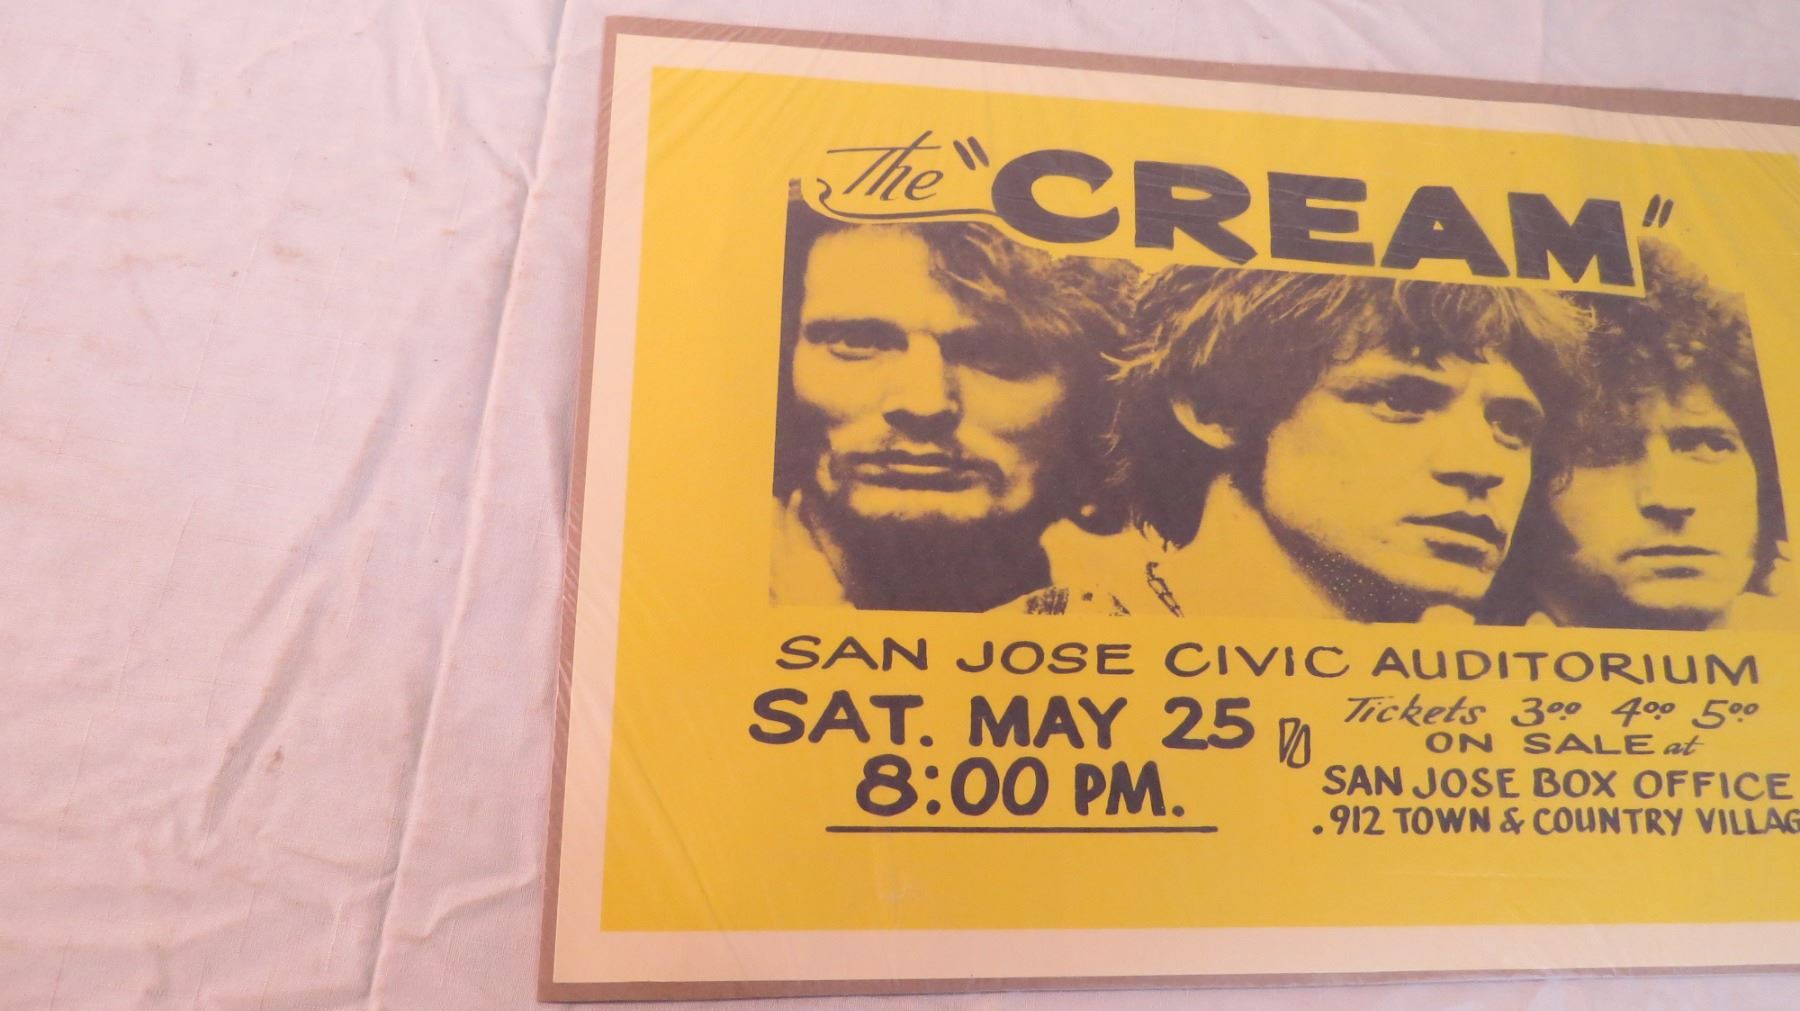 The "CREAM"
SAN JOSE CIVIC AUDITORIUM
SAT. MAY 25
8:00 PM.
Tickets 3.00 4.00 5.00
ON SALE at
SAN JOSE BOX OFFICE
.912 TOWN & COUNTRY VILLAG